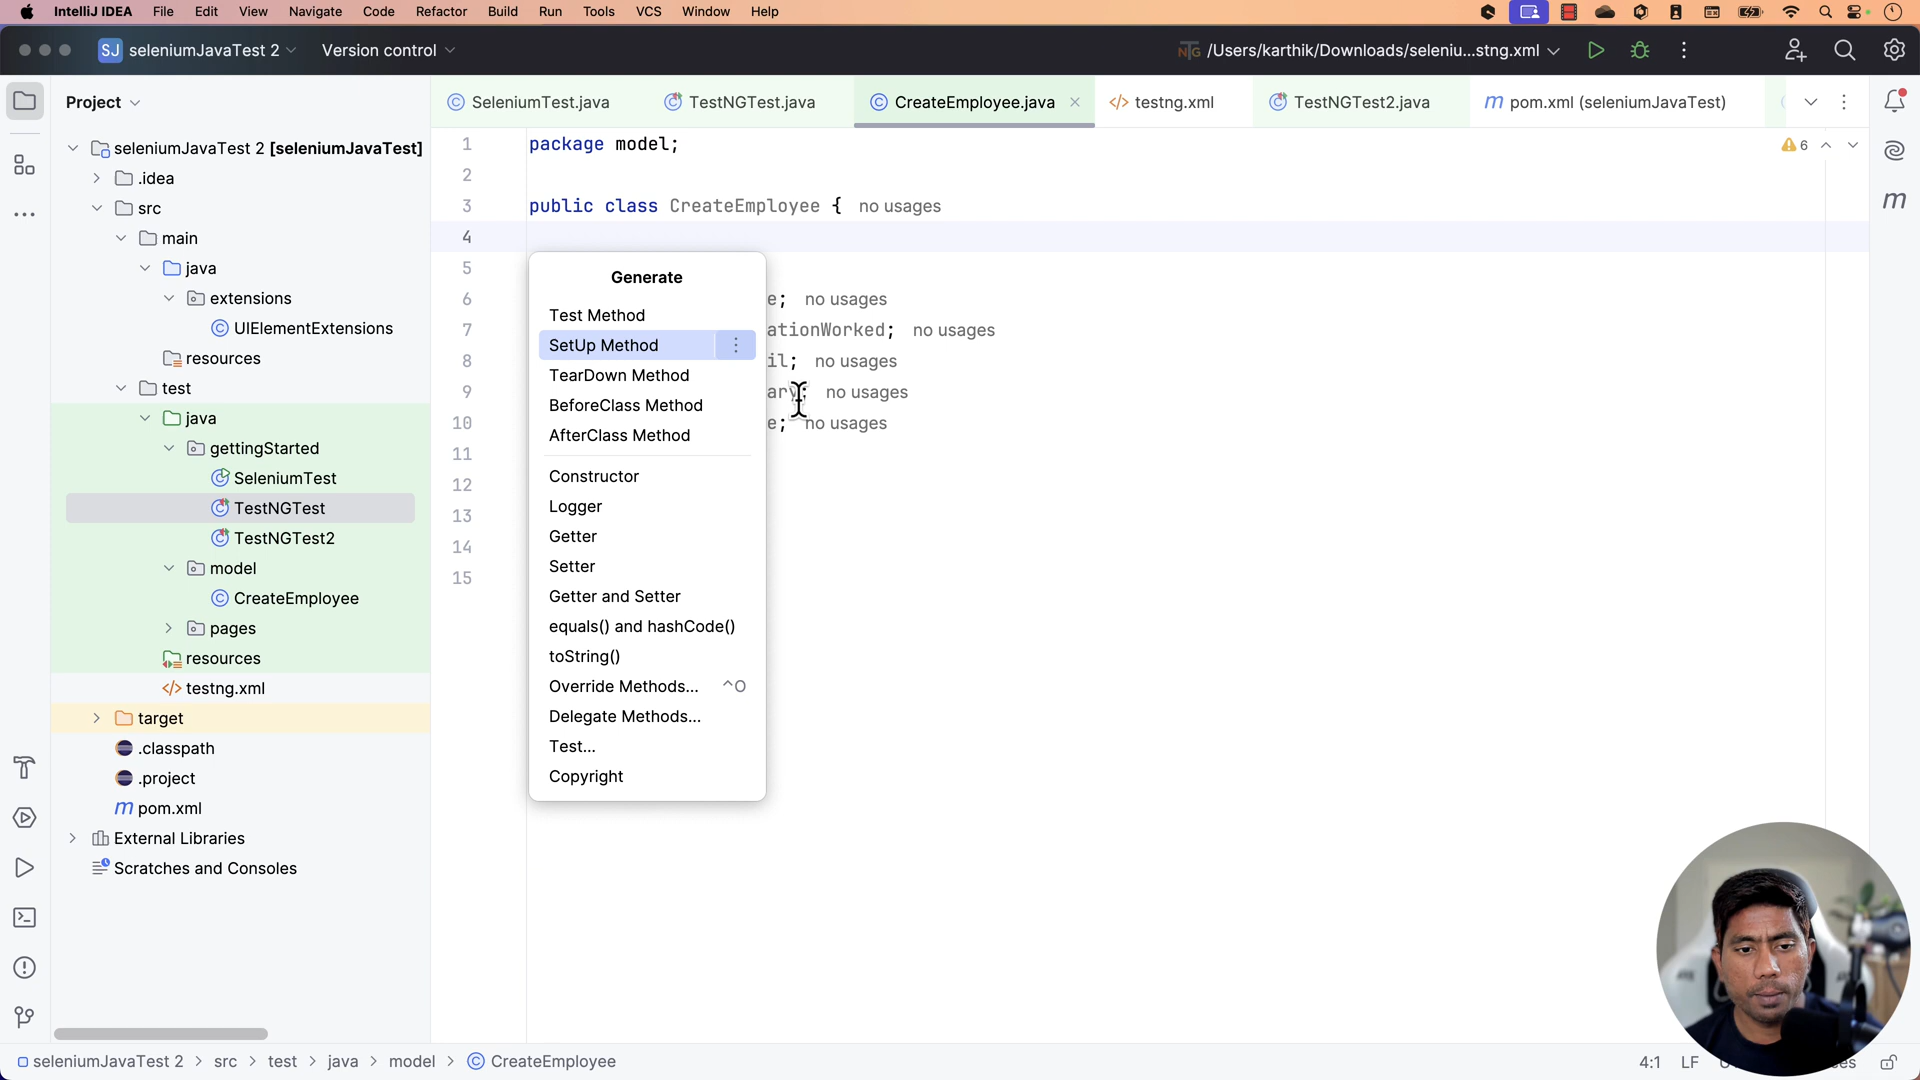 IntelliJ IDEA File Edit View Navigate Code Refactor Build Run Tools VCS Window Help
SJ seleniumJavaTest 2 Version control /Users/karthik/Downloads/seleniu...stng.xml
Project
SeleniumTest.java TestNGTest.java CreateEmployee.java testng.xml TestNGTest2.java pom.xml (seleniumJavaTest)
seleniumJavaTest 2 [seleniumJavaTest]
.idea
src
main
java
extensions
UIElementExtensions
resources
test
java
gettingStarted
SeleniumTest
TestNGTest
TestNGTest2
model
CreateEmployee
pages
resources
testng.xml
target
.classpath
.project
pom.xml
External Libraries
Scratches and Consoles
1 package model;
2
3 public class CreateEmployee { no usages
4
5
6 e; no usages
7 ationWorked; no usages
8 il; no usages
9 ary; no usages
10 e; no usages
11
12
13
14
15
6
Generate
Test Method
SetUp Method
TearDown Method
BeforeClass Method
AfterClass Method
Constructor
Logger
Getter
Setter
Getter and Setter
equals() and hashCode()
toString()
Override Methods... ^O
Delegate Methods...
Test...
Copyright
seleniumJavaTest 2 > src > test > java > model > CreateEmployee
4:1 LF